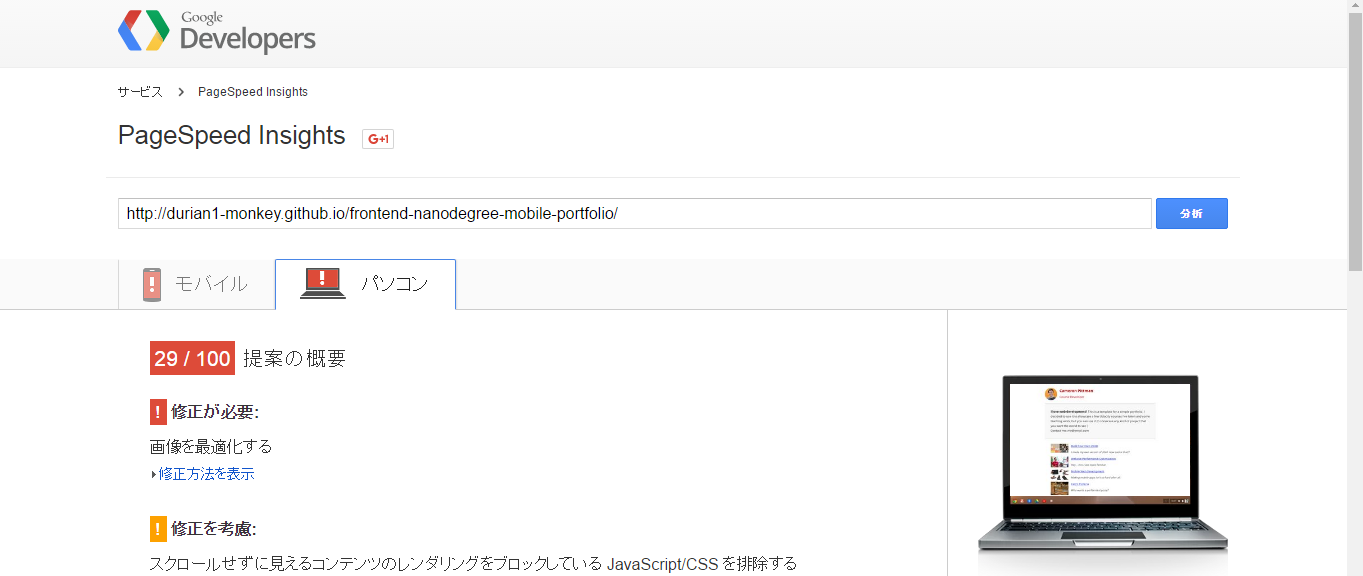 Google
Developers
サービス > PageSpeed Insights
PageSpeed Insights G+1
http://durian1-monkey.github.io/frontend-nanodegree-mobile-portfolio/ 分析
! モバイル ! パソコン
29 / 100 提案の概要
! 修正が必要:
画像を最適化する
修正方法を表示
! 修正を考慮:
スクロールせずに見えるコンテンツのレンダリングをブロックしている JavaScript/CSS を排除する
Cameron Pittman